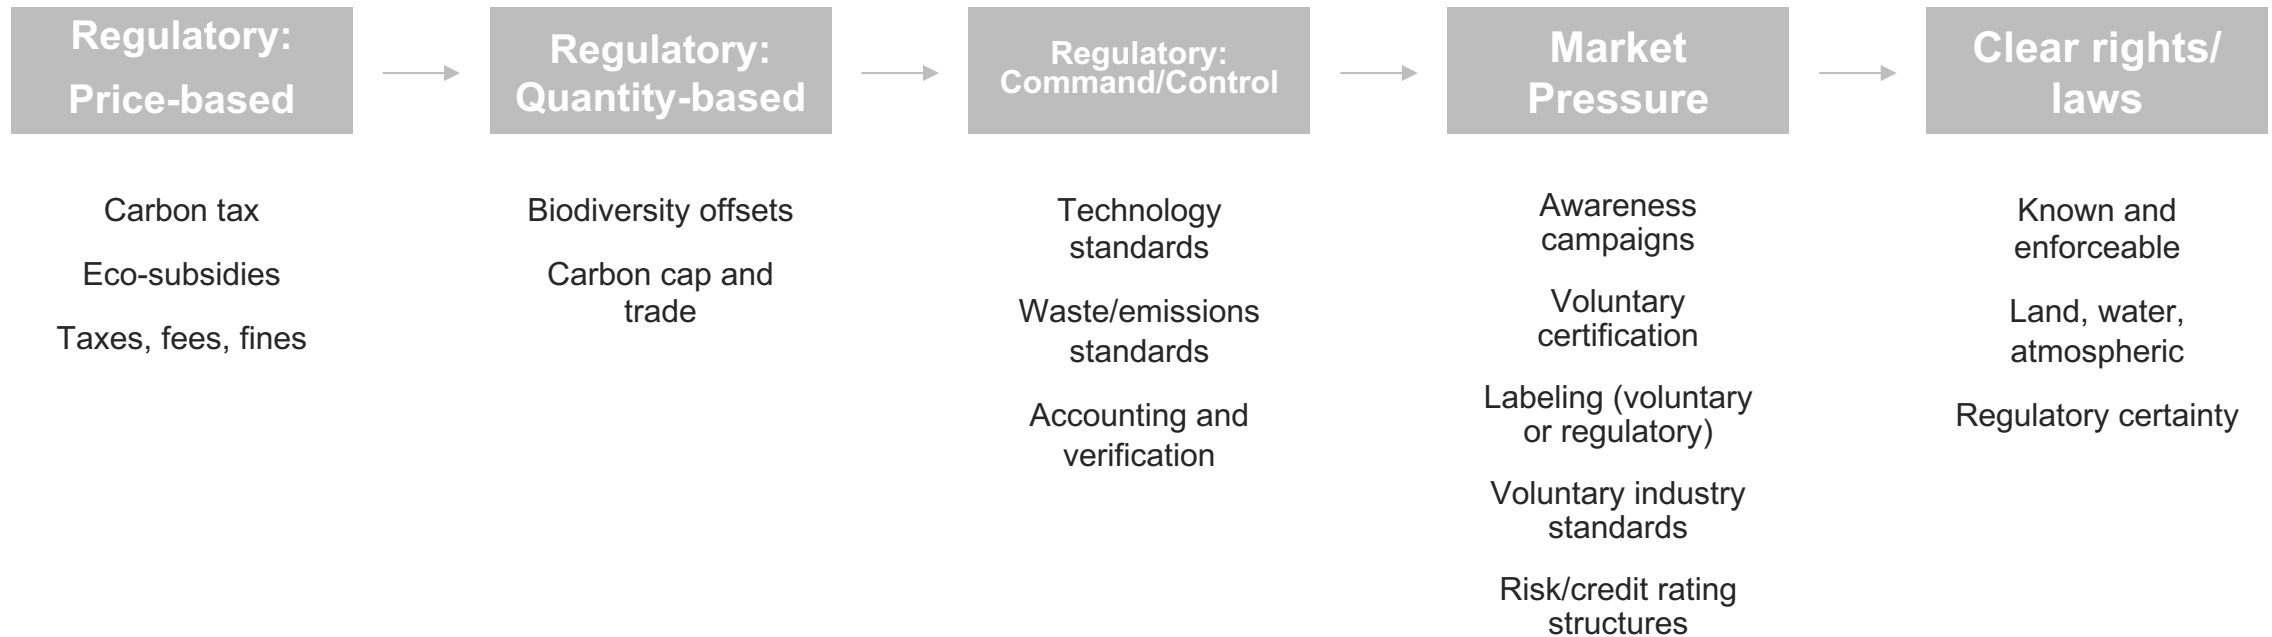 Regulatory:
Price-based
Regulatory:
Quantity-based
Regulatory:
Command/Control
Market
Pressure
Clear rights/
laws
Carbon tax
Eco-subsidies
Taxes, fees, fines
Biodiversity offsets
Carbon cap and
trade
Technology
standards
Waste/emissions
standards
Accounting and
verification
Awareness
campaigns
Voluntary
certification
Labeling (voluntary
or regulatory)
Voluntary industry
standards
Risk/credit rating
structures
Known and
enforceable
Land, water,
atmospheric
Regulatory certainty